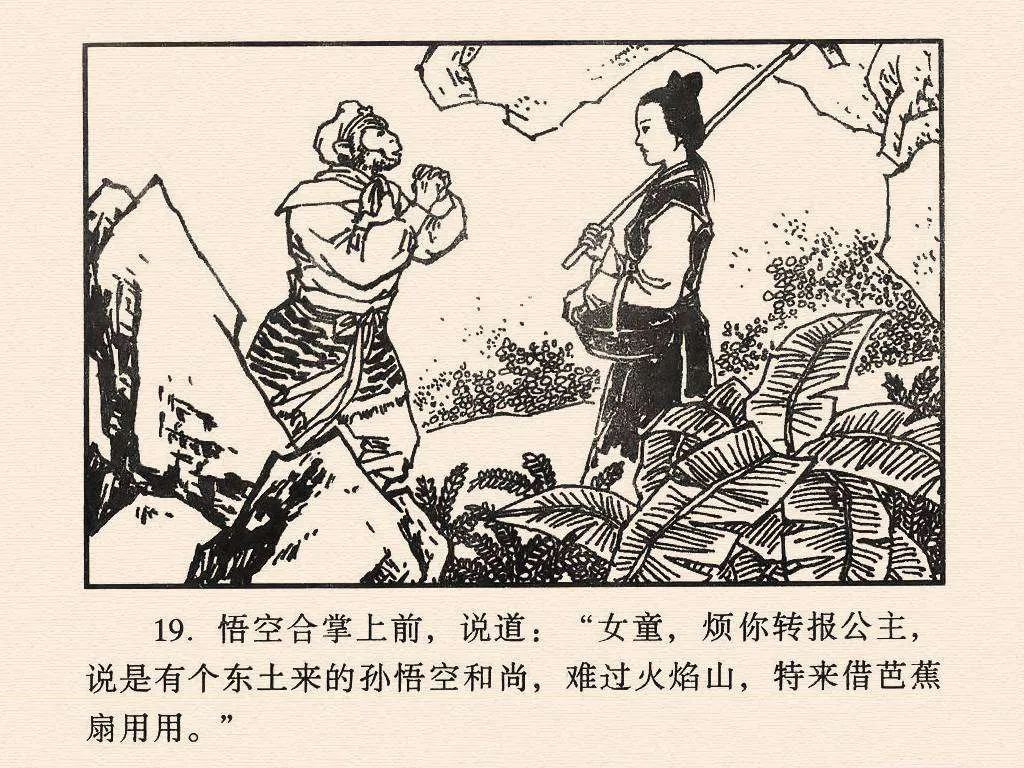 19. 悟空合掌上前，说道：“女童，烦你转报公主，
说是有个东土来的孙悟空和尚，难过火焰山，特来借芭蕉
扇用用。”